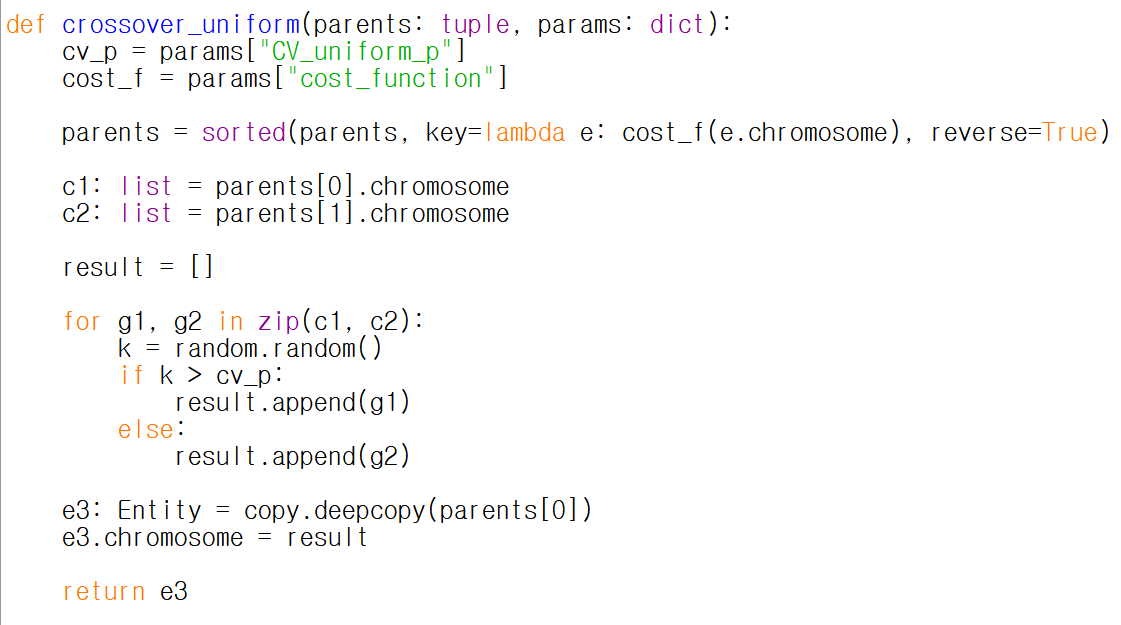 def crossover_uniform(parents: tuple, params: dict):
    cv_p = params["CV_uniform_p"]
    cost_f = params["cost_function"]

    parents = sorted(parents, key=lambda e: cost_f(e.chromosome), reverse=True)

    c1: list = parents[0].chromosome
    c2: list = parents[1].chromosome

    result = []

    for g1, g2 in zip(c1, c2):
        k = random.random()
        if k > cv_p:
            result.append(g1)
        else:
            result.append(g2)

    e3: Entity = copy.deepcopy(parents[0])
    e3.chromosome = result

    return e3